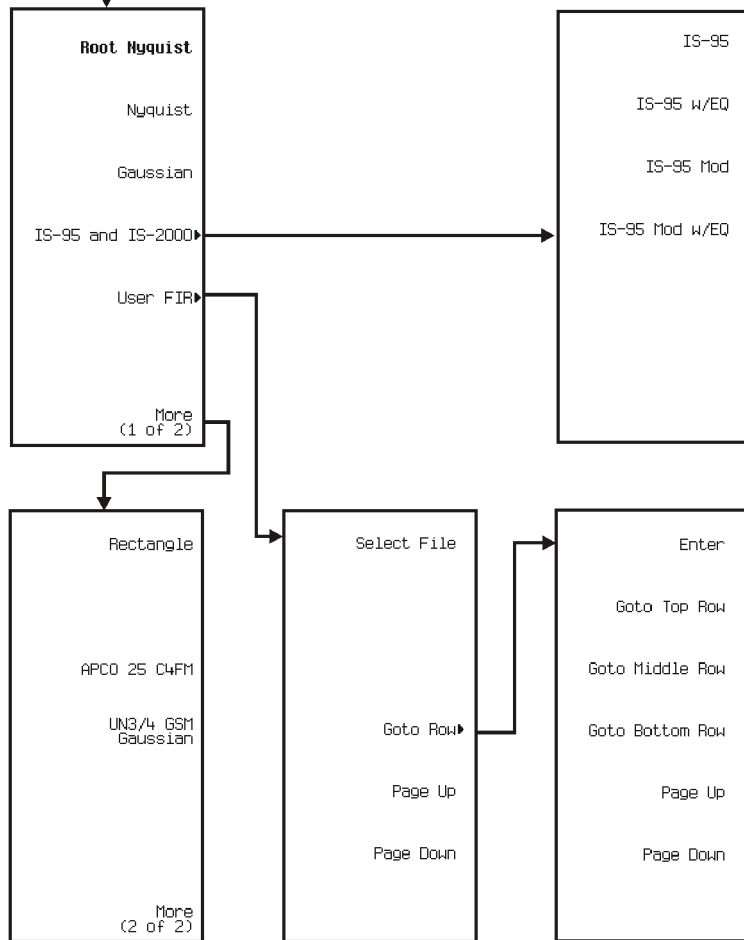 Root Nyquist
Nyquist
Gaussian
IS-95 and IS-2000
User FIR
More
(1 of 2)
IS-95
IS-95 w/EQ
IS-95 Mod
IS-95 Mod w/EQ
Rectangle
APCO 25 C4FM
UN3/4 GSM
Gaussian
More
(2 of 2)
Select File
Goto Row
Page Up
Page Down
Enter
Goto Top Row
Goto Middle Row
Goto Bottom Row
Page Up
Page Down